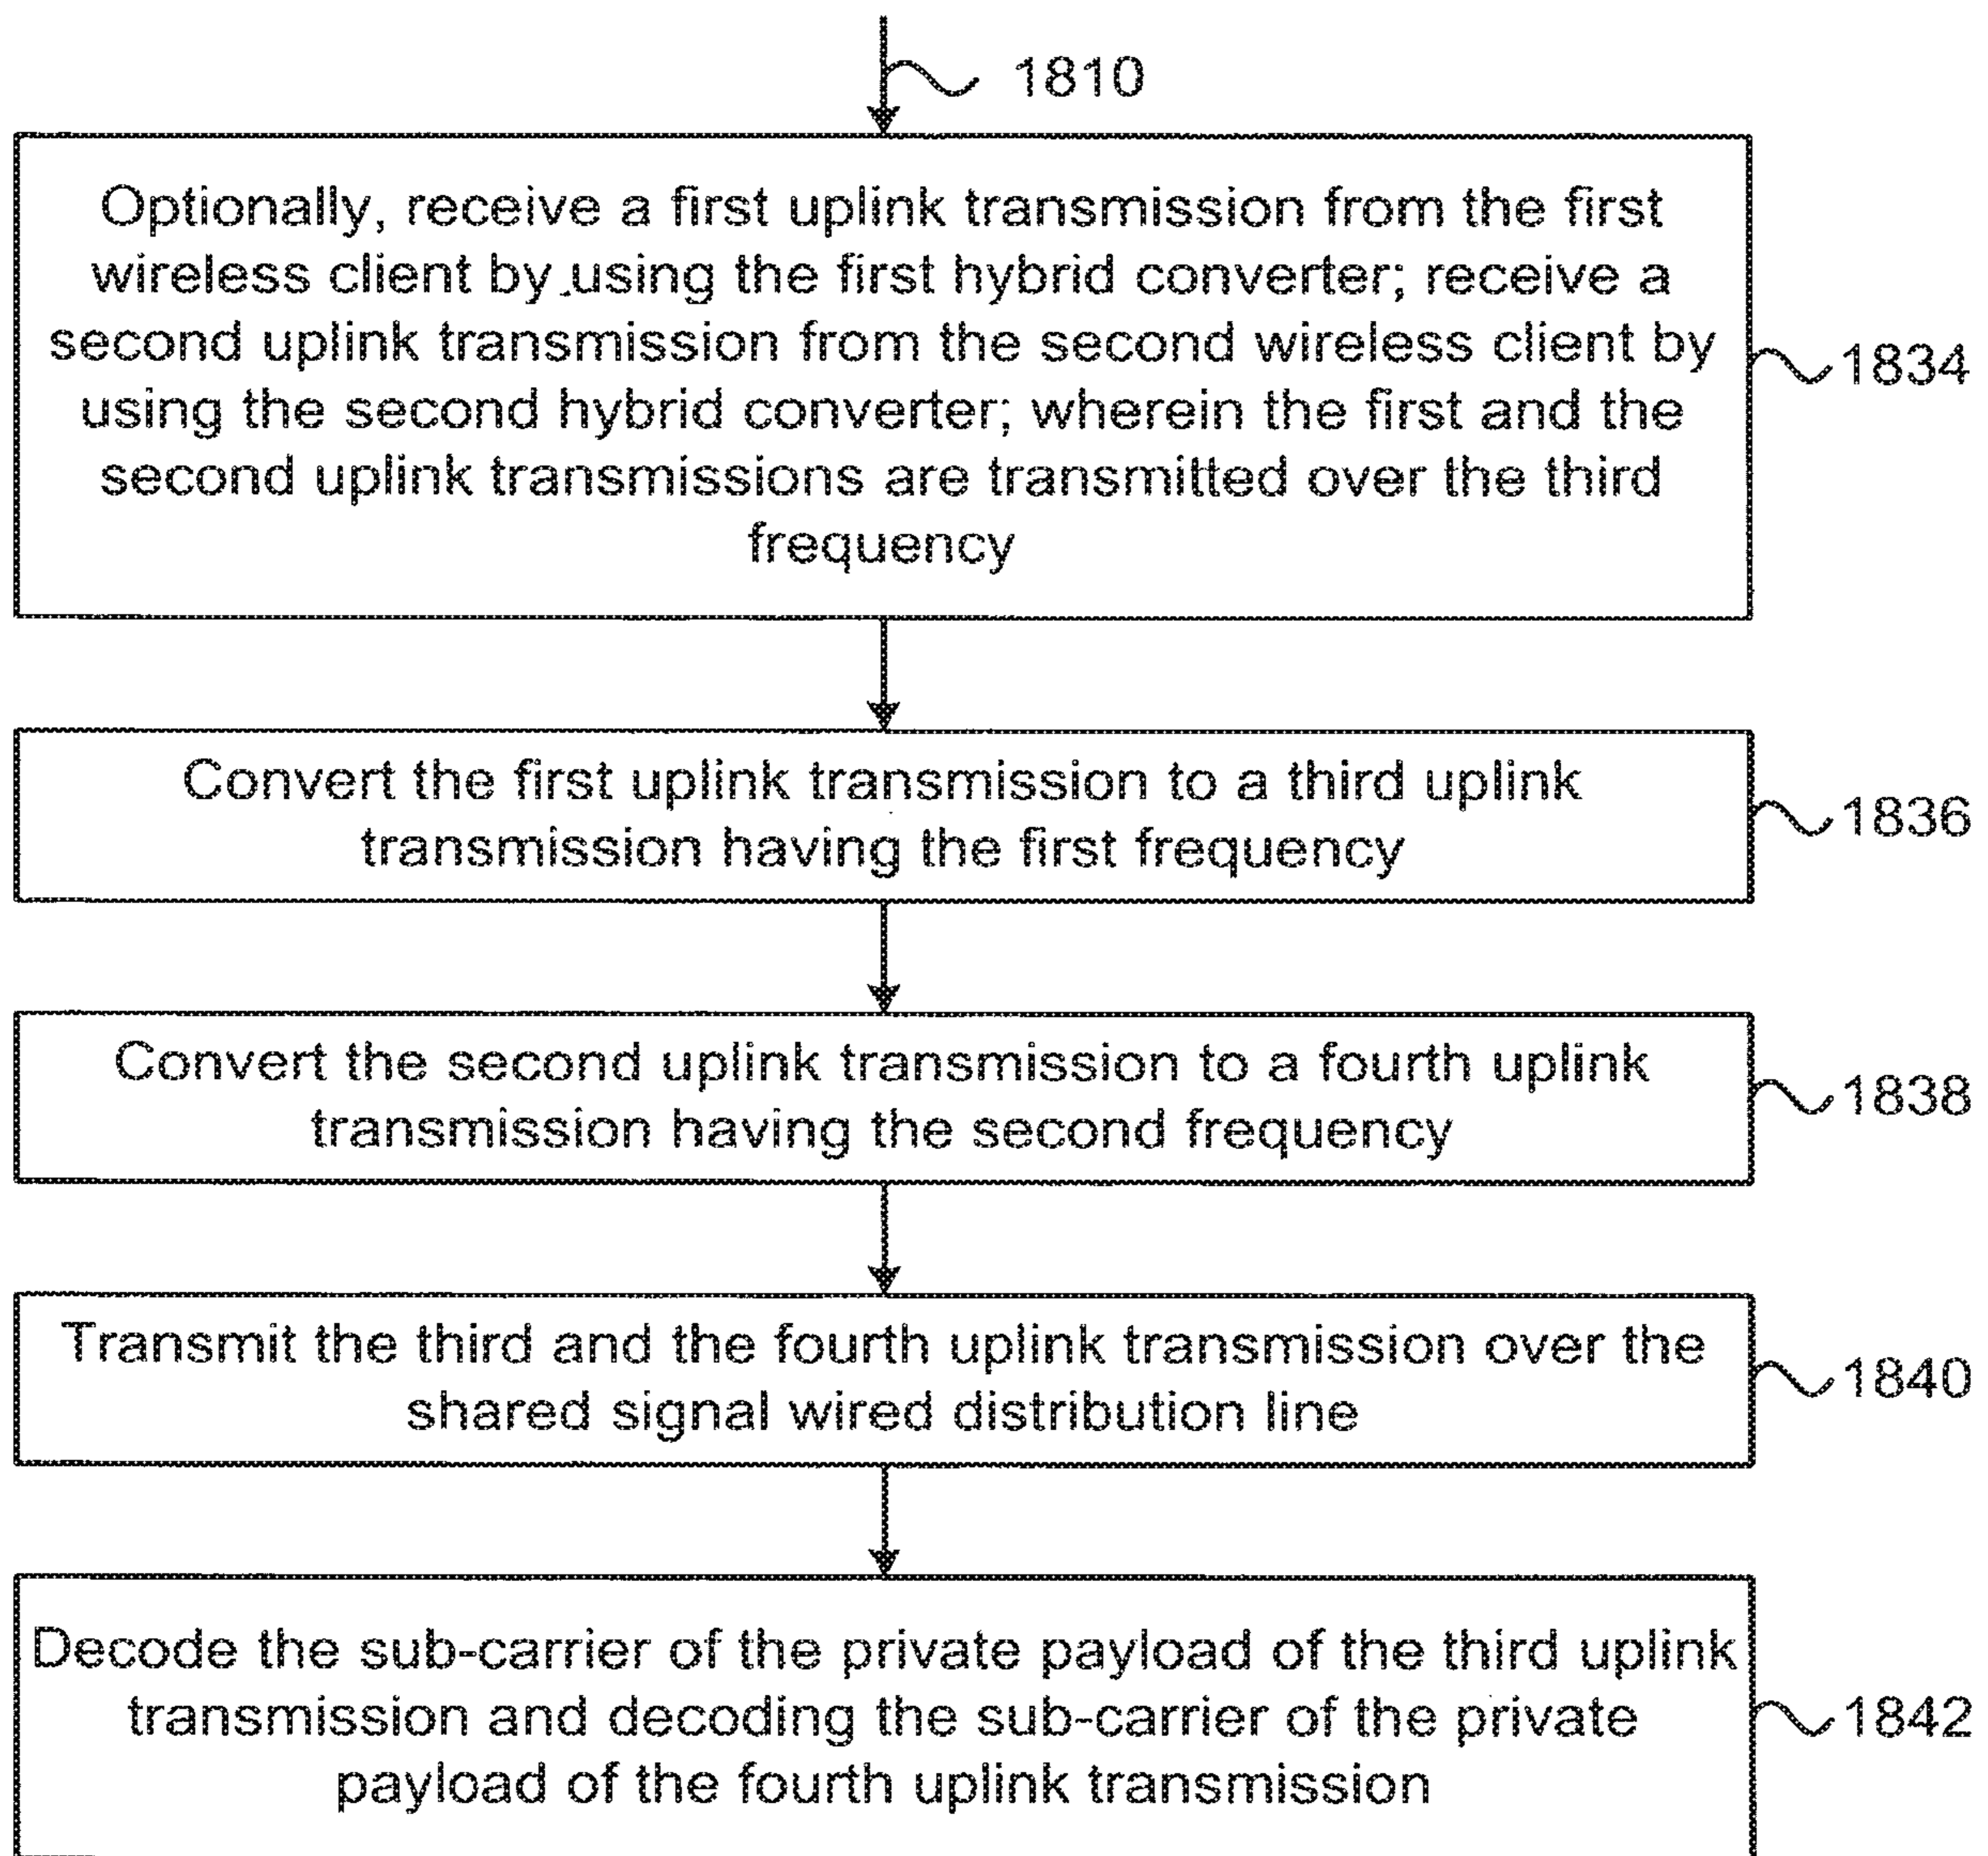 1810
Optionally, receive a first uplink transmission from the first
wireless client by using the first hybrid converter; receive a
second uplink transmission from the second wireless client by
using the second hybrid converter; wherein the first and the
second uplink transmissions are transmitted over the third
frequency
1834
Convert the first uplink transmission to a third uplink
transmission having the first frequency
1836
Convert the second uplink transmission to a fourth uplink
transmission having the second frequency
1838
Transmit the third and the fourth uplink transmission over the
shared signal wired distribution line
1840
Decode the sub-carrier of the private payload of the third uplink
transmission and decoding the sub-carrier of the private
payload of the fourth uplink transmission
1842